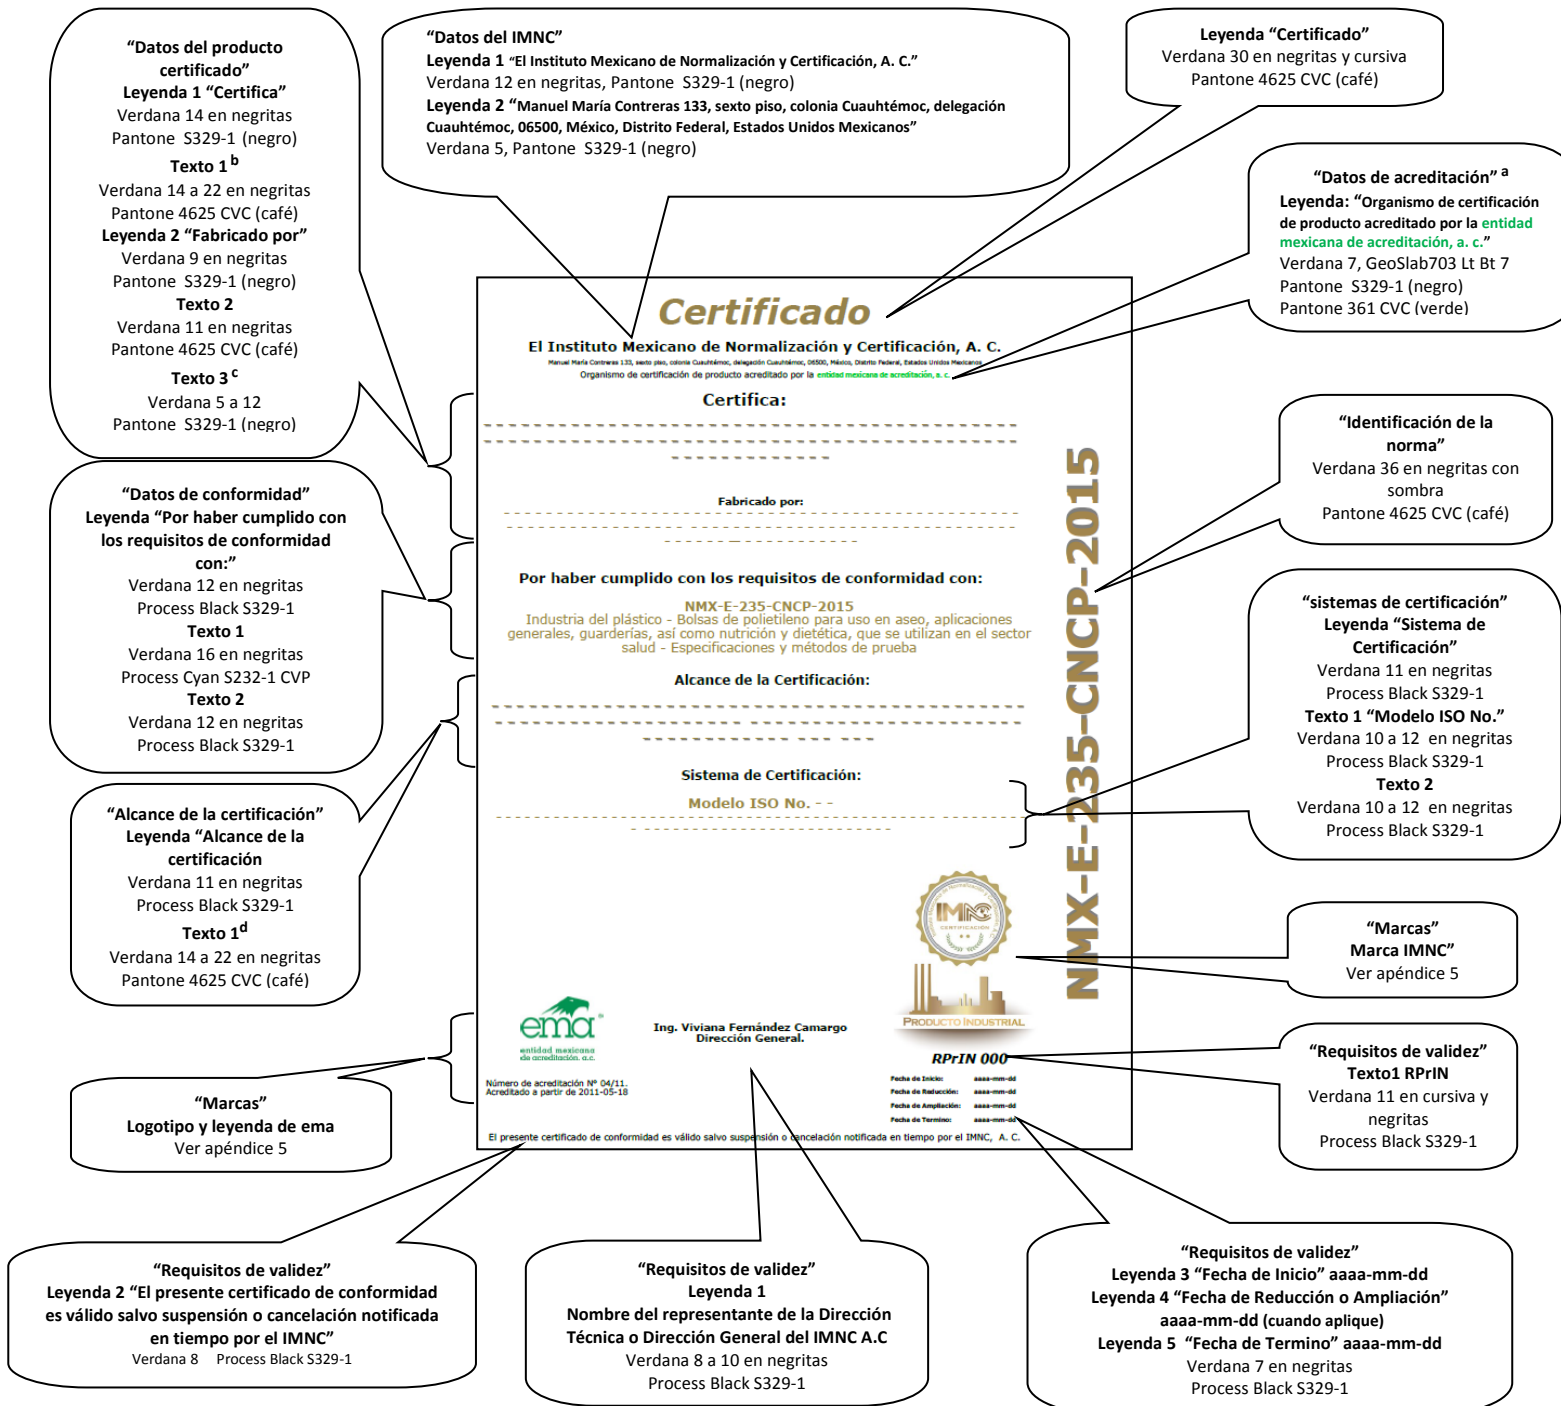 “Datos del producto
certificado”
Leyenda 1 “Certifica”
Verdana 14 en negritas
Pantone S329-1 (negro)
Texto 1 b
Verdana 14 a 22 en negritas
Pantone 4625 CVC (café)
Leyenda 2 “Fabricado por”
Verdana 9 en negritas
Pantone S329-1 (negro)
Texto 2
Verdana 11 en negritas
Pantone 4625 CVC (café)
Texto 3 c
Verdana 5 a 12
Pantone S329-1 (negro)
“Datos del IMNC”
Leyenda 1 “El Instituto Mexicano de Normalización y Certificación, A. C.”
Verdana 12 en negritas, Pantone S329-1 (negro)
Leyenda 2 “Manuel María Contreras 133, sexto piso, colonia Cuauhtémoc, delegación
Cuauhtémoc, 06500, México, Distrito Federal, Estados Unidos Mexicanos”
Verdana 5, Pantone S329-1 (negro)
Leyenda “Certificado”
Verdana 30 en negritas y cursiva
Pantone 4625 CVC (café)
“Datos de acreditación” a
Leyenda: “Organismo de certificación
de producto acreditado por la entidad
mexicana de acreditación, a. c.”
Verdana 7, GeoSlab703 Lt Bt 7
Pantone S329-1 (negro)
Pantone 361 CVC (verde)
“Identificación de la
norma”
Verdana 36 en negritas con
sombra
Pantone 4625 CVC (café)
“Datos de conformidad”
Leyenda “Por haber cumplido con
los requisitos de conformidad
con:”
Verdana 12 en negritas
Process Black S329-1
Texto 1
Verdana 16 en negritas
Process Cyan S232-1 CVP
Texto 2
Verdana 12 en negritas
Process Black S329-1
“sistemas de certificación”
Leyenda “Sistema de
Certificación”
Verdana 11 en negritas
Process Black S329-1
Texto 1 “Modelo ISO No.”
Verdana 10 a 12 en negritas
Process Black S329-1
Texto 2
Verdana 10 a 12 en negritas
Process Black S329-1
“Alcance de la certificación”
Leyenda “Alcance de la
certificación
Verdana 11 en negritas
Process Black S329-1
Texto 1d
Verdana 14 a 22 en negritas
Pantone 4625 CVC (café)
“Marcas”
Marca IMNC”
Ver apéndice 5
“Marcas”
Logotipo y leyenda de ema
Ver apéndice 5
“Requisitos de validez”
Texto1 RPrIN
Verdana 11 en cursiva y
negritas
Process Black S329-1
Certificado
El Instituto Mexicano de Normalización y Certificación, A. C.
Manuel María Contreras 133, sexto piso, colonia Cuauhtémoc, delegación Cuauhtémoc, 06500, México, Distrito Federal, Estados Unidos Mexicanos
Organismo de certificación de producto acreditado por la entidad mexicana de acreditación, a. c.
Certifica:
Fabricado por:
Por haber cumplido con los requisitos de conformidad con:
NMX-E-235-CNCP-2015
Industria del plástico - Bolsas de polietileno para uso en aseo, aplicaciones
generales, guarderías, así como nutrición y dietética, que se utilizan en el sector
salud - Especificaciones y métodos de prueba
Alcance de la Certificación:
Sistema de Certificación:
Modelo ISO No. - -
NMX-E-235-CNCP-2015
Instituto Mexicano de Normalización y Certificación, A.C.
IMNC
CERTIFICACIÓN
PRODUCTO INDUSTRIAL
ema
entidad mexicana
de acreditación. a.c.
Número de acreditación Nº 04/11.
Acreditado a partir de 2011-05-18
Ing. Viviana Fernández Camargo
Dirección General.
RPrIN 000
Fecha de Inicio: aaaa-mm-dd
Fecha de Reducción: aaaa-mm-dd
Fecha de Ampliación: aaaa-mm-dd
Fecha de Termino: aaaa-mm-dd
El presente certificado de conformidad es válido salvo suspensión o cancelación notificada en tiempo por el IMNC, A. C.
“Requisitos de validez”
Leyenda 2 “El presente certificado de conformidad
es válido salvo suspensión o cancelación notificada
en tiempo por el IMNC”
Verdana 8 Process Black S329-1
“Requisitos de validez”
Leyenda 1
Nombre del representante de la Dirección
Técnica o Dirección General del IMNC A.C
Verdana 8 a 10 en negritas
Process Black S329-1
“Requisitos de validez”
Leyenda 3 “Fecha de Inicio” aaaa-mm-dd
Leyenda 4 “Fecha de Reducción o Ampliación”
aaaa-mm-dd (cuando aplique)
Leyenda 5 “Fecha de Termino” aaaa-mm-dd
Verdana 7 en negritas
Process Black S329-1